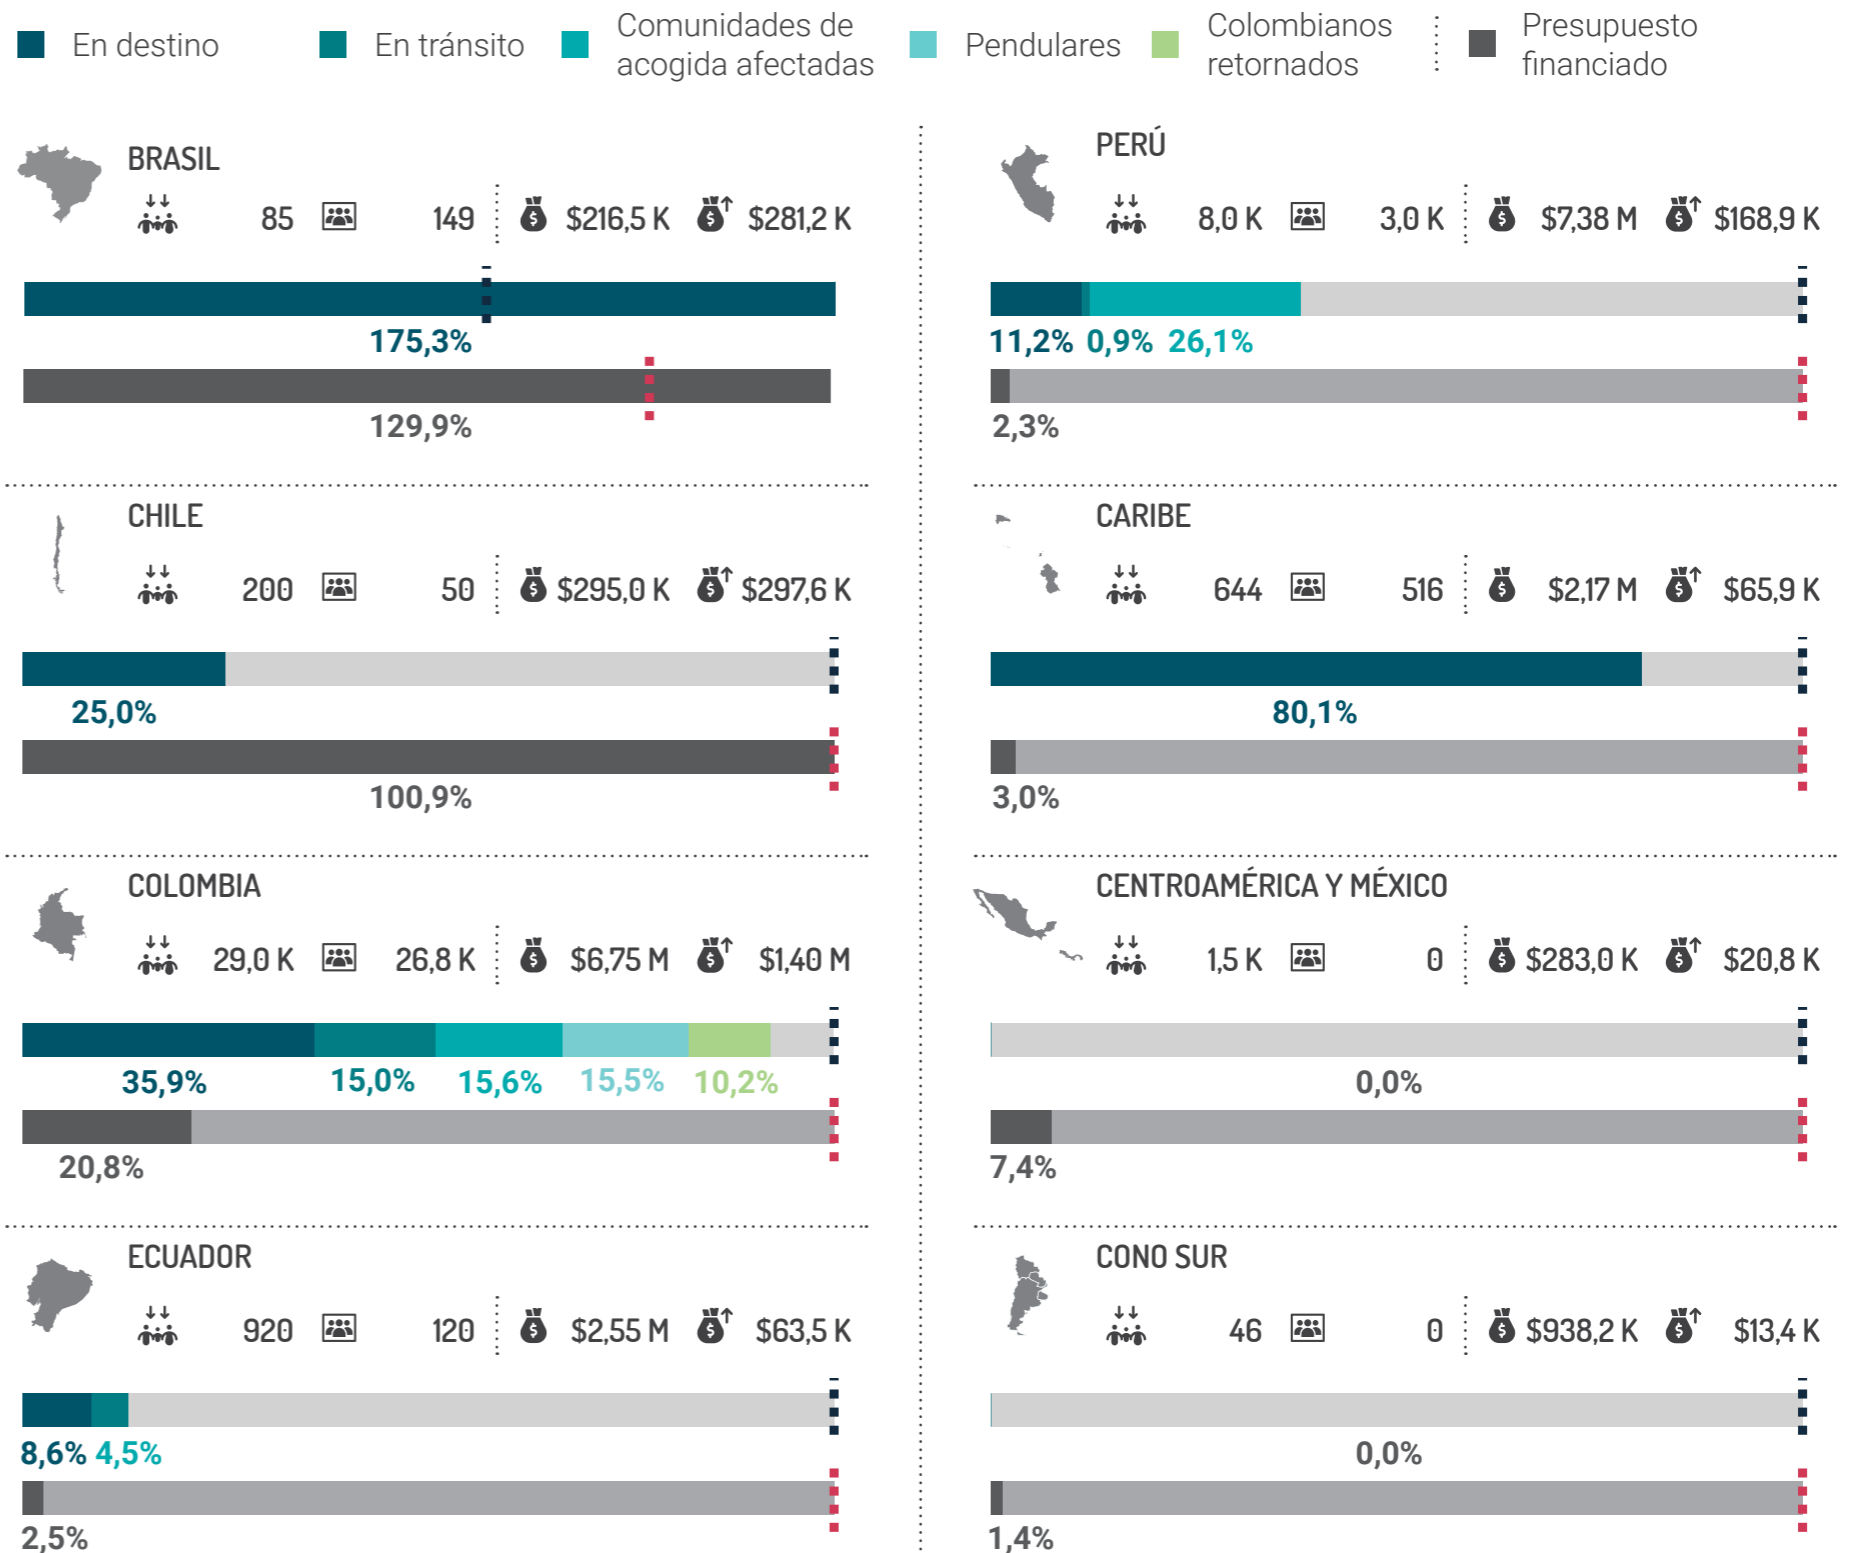 En destino
En tránsito
Comunidades de
acogida afectadas
Pendulares
Colombianos
retornados
Presupuesto
financiado
BRASIL
85 149 $216,5 K $281,2 K
175,3%
129,9%
CHILE
200 50 $295,0 K $297,6 K
25,0%
100,9%
COLOMBIA
29,0 K 26,8 K $6,75 M $1,40 M
35,9% 15,0% 15,6% 15,5% 10,2%
20,8%
ECUADOR
920 120 $2,55 M $63,5 K
8,6% 4,5%
2,5%
PERÚ
8,0 K 3,0 K $7,38 M $168,9 K
11,2% 0,9% 26,1%
2,3%
CARIBE
644 516 $2,17 M $65,9 K
80,1%
3,0%
CENTROAMÉRICA Y MÉXICO
1,5 K 0 $283,0 K $20,8 K
0,0%
7,4%
CONO SUR
46 0 $938,2 K $13,4 K
0,0%
1,4%